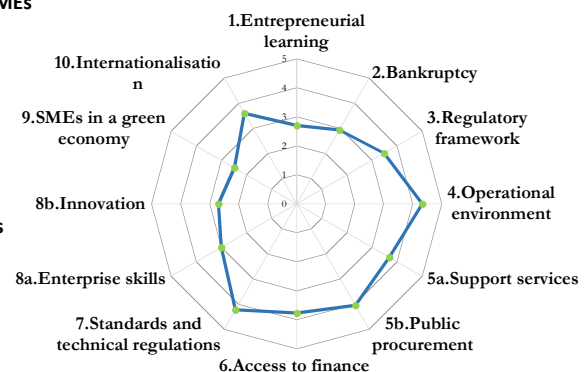 MEs
1.Entrepreneurial
learning
10.Internationalisatio
n
2.Bankruptcy
9.SMEs in a green
economy
3.Regulatory
framework
8b.Innovation
4.Operational
environment
s
8a.Enterprise skills
5a.Support services
7.Standards and
technical regulations
5b.Public
procurement
6.Access to finance
5
4
3
2
1
0